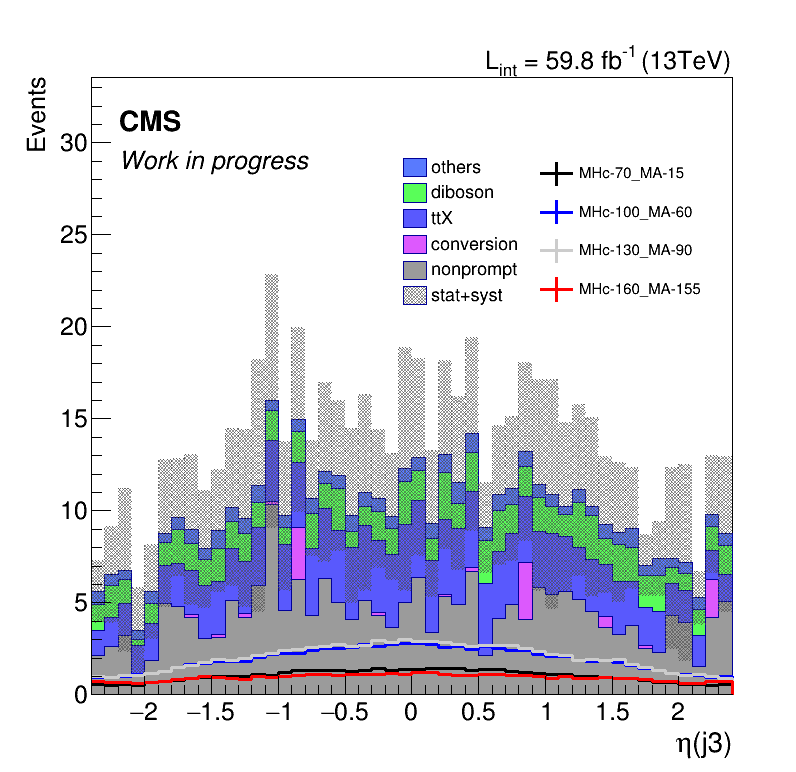 L_int = 59.8 fb^-1 (13TeV)
Events
CMS
Work in progress
others
diboson
ttX
conversion
nonprompt
stat+syst
MHc-70_MA-15
MHc-100_MA-60
MHc-130_MA-90
MHc-160_MA-155
30
25
20
15
10
5
0
−2 −1.5 −1 −0.5 0 0.5 1 1.5 2
η(j3)